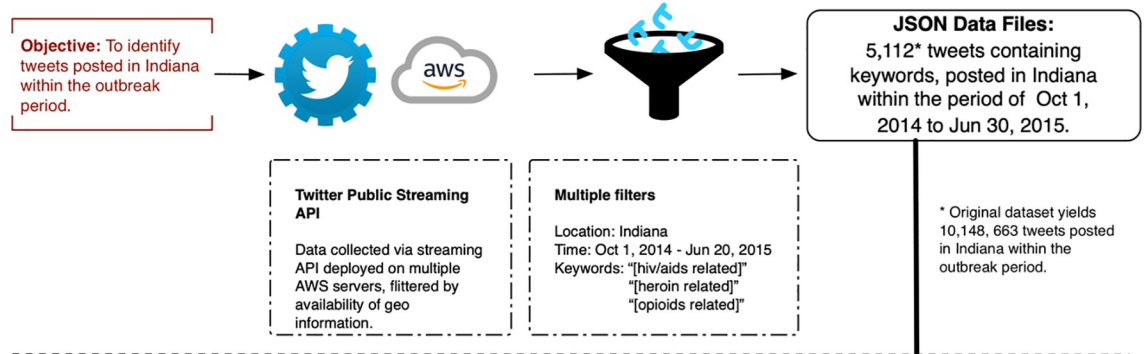 Objective: To identify
tweets posted in Indiana
within the outbreak
period.
aws
JSON Data Files:
5,112* tweets containing
keywords, posted in Indiana
within the period of Oct 1,
2014 to Jun 30, 2015.
Twitter Public Streaming
API
Data collected via streaming
API deployed on multiple
AWS servers, flittered by
availability of geo
information.
Multiple filters
Location: Indiana
Time: Oct 1, 2014 - Jun 20, 2015
Keywords: “[hiv/aids related]”
“[heroin related]”
“[opioids related]”
* Original dataset yields
10,148, 663 tweets posted
in Indiana within the
outbreak period.